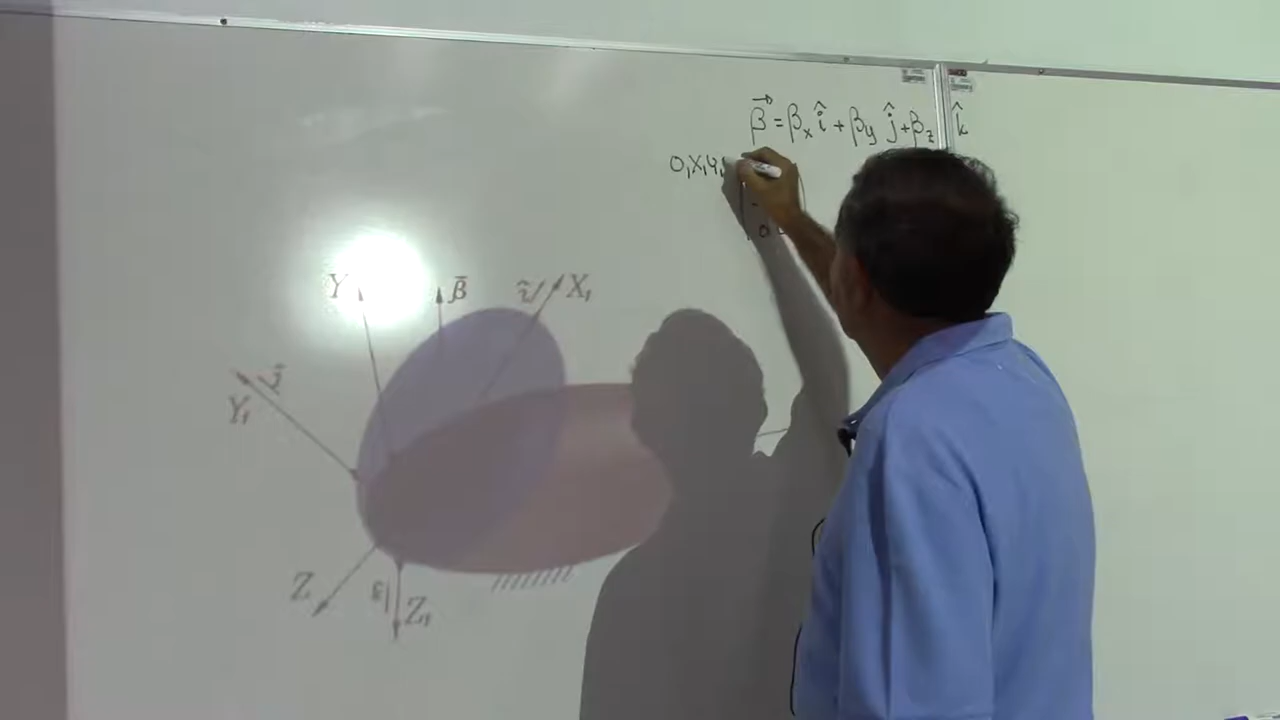 β⃗ = βₓ î + βy ĵ + βz k̂
O, X, Y,
Y
β̄
î
X₁
ĵ
Y₁
Z
Z₁